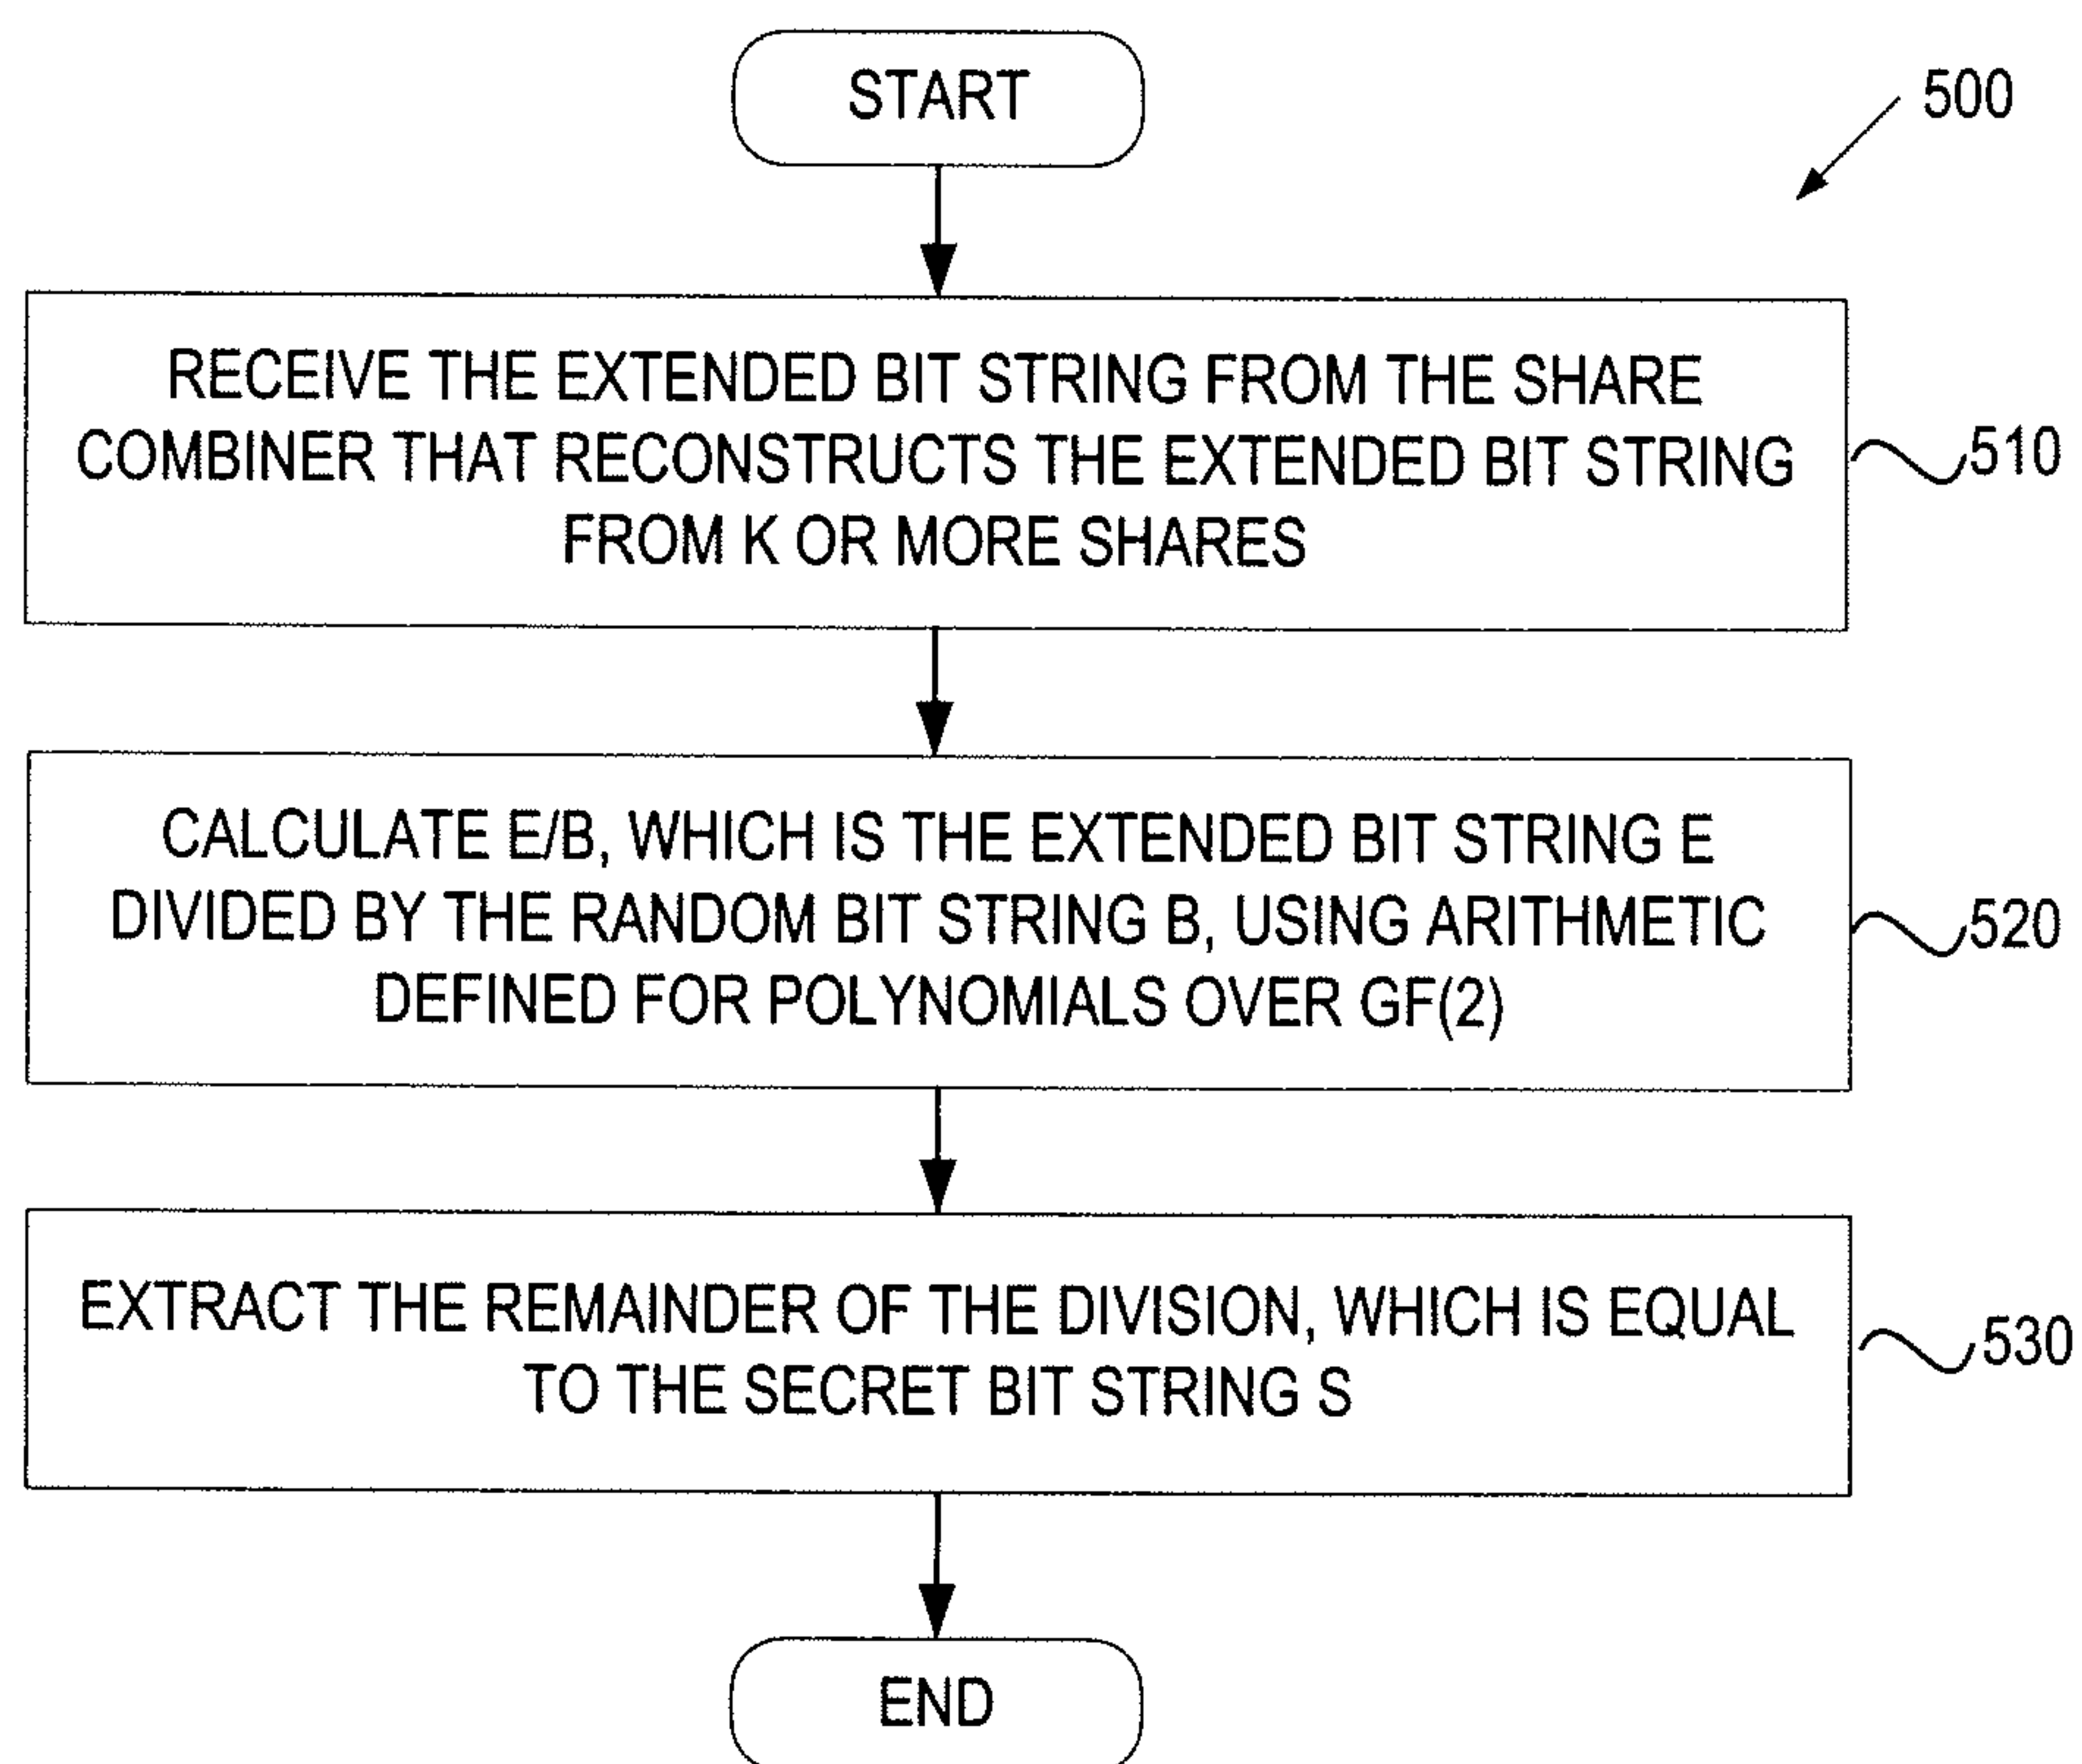 START
500
RECEIVE THE EXTENDED BIT STRING FROM THE SHARE
COMBINER THAT RECONSTRUCTS THE EXTENDED BIT STRING
FROM K OR MORE SHARES
510
CALCULATE E/B, WHICH IS THE EXTENDED BIT STRING E
DIVIDED BY THE RANDOM BIT STRING B, USING ARITHMETIC
DEFINED FOR POLYNOMIALS OVER GF(2)
520
EXTRACT THE REMAINDER OF THE DIVISION, WHICH IS EQUAL
TO THE SECRET BIT STRING S
530
END